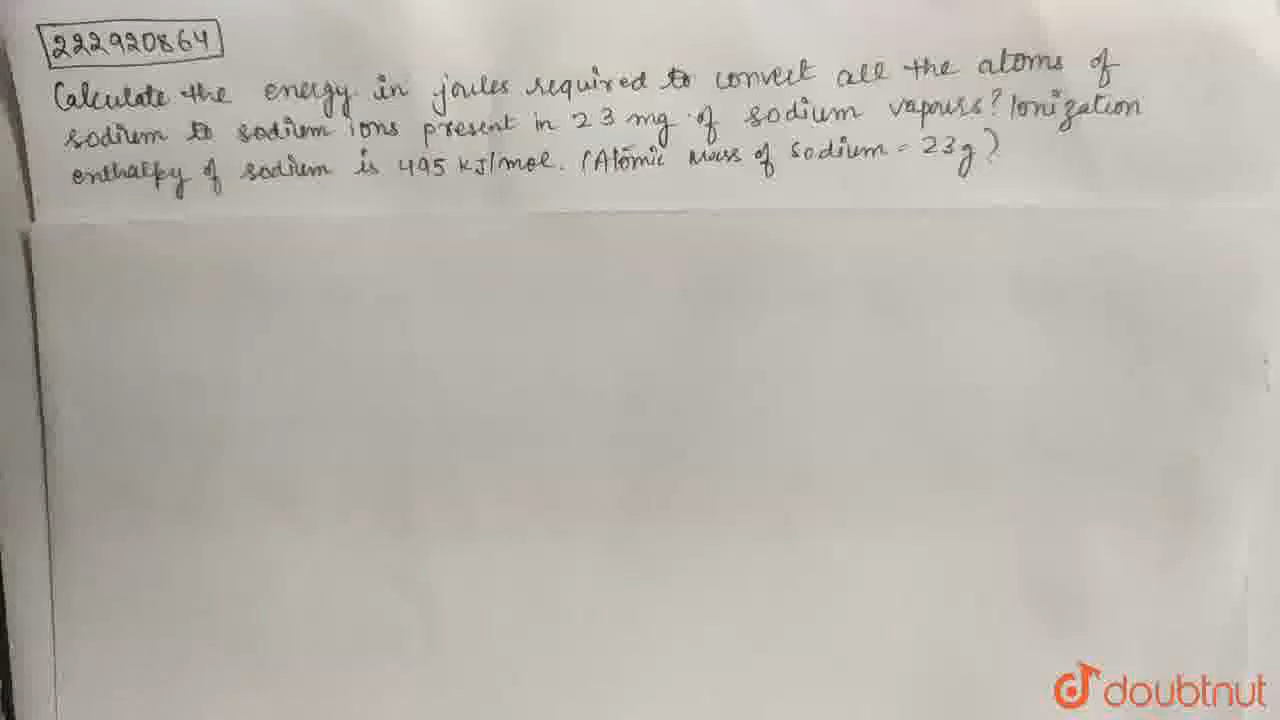 222920864
Calculate the energy in joules required to convert all the atoms of
sodium to sodium ions present in 23 mg of sodium vapours? Ionization
enthalpy of sodium is 495 kJ/mol. (Atomic Mass of sodium = 23g)
doubtnut